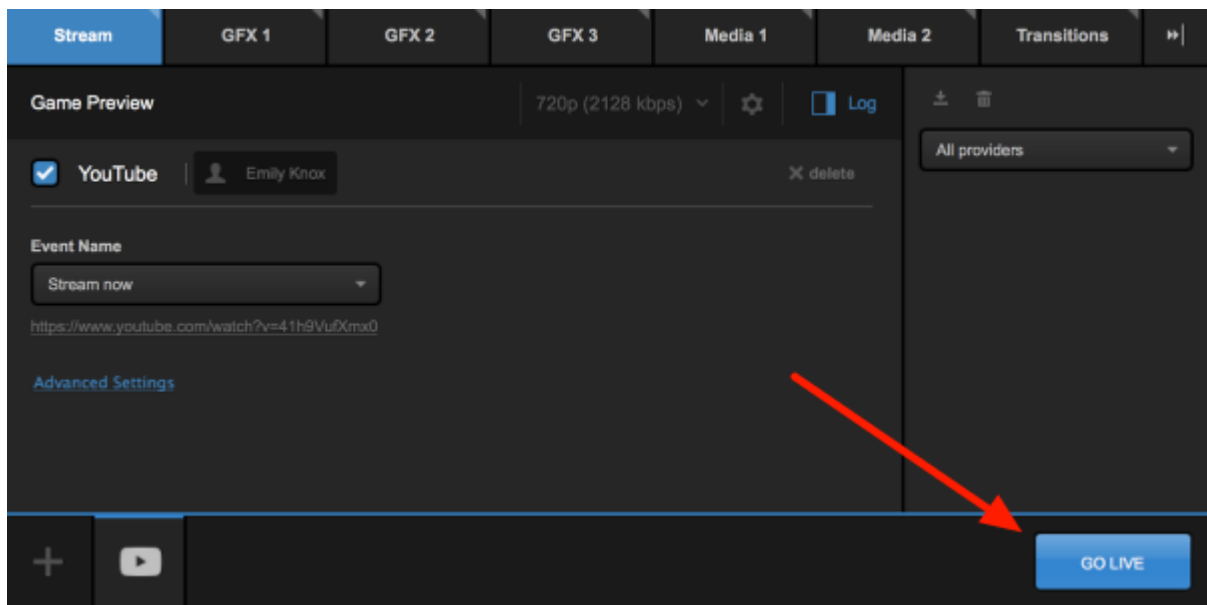 Stream GFX 1 GFX 2 GFX 3 Media 1 Media 2 Transitions
Game Preview 720p (2128 kbps) Log
All providers
YouTube Emily Knox delete
Event Name
Stream now
https://www.youtube.com/watch?v=41h9VufXmx0
Advanced Settings
GO LIVE